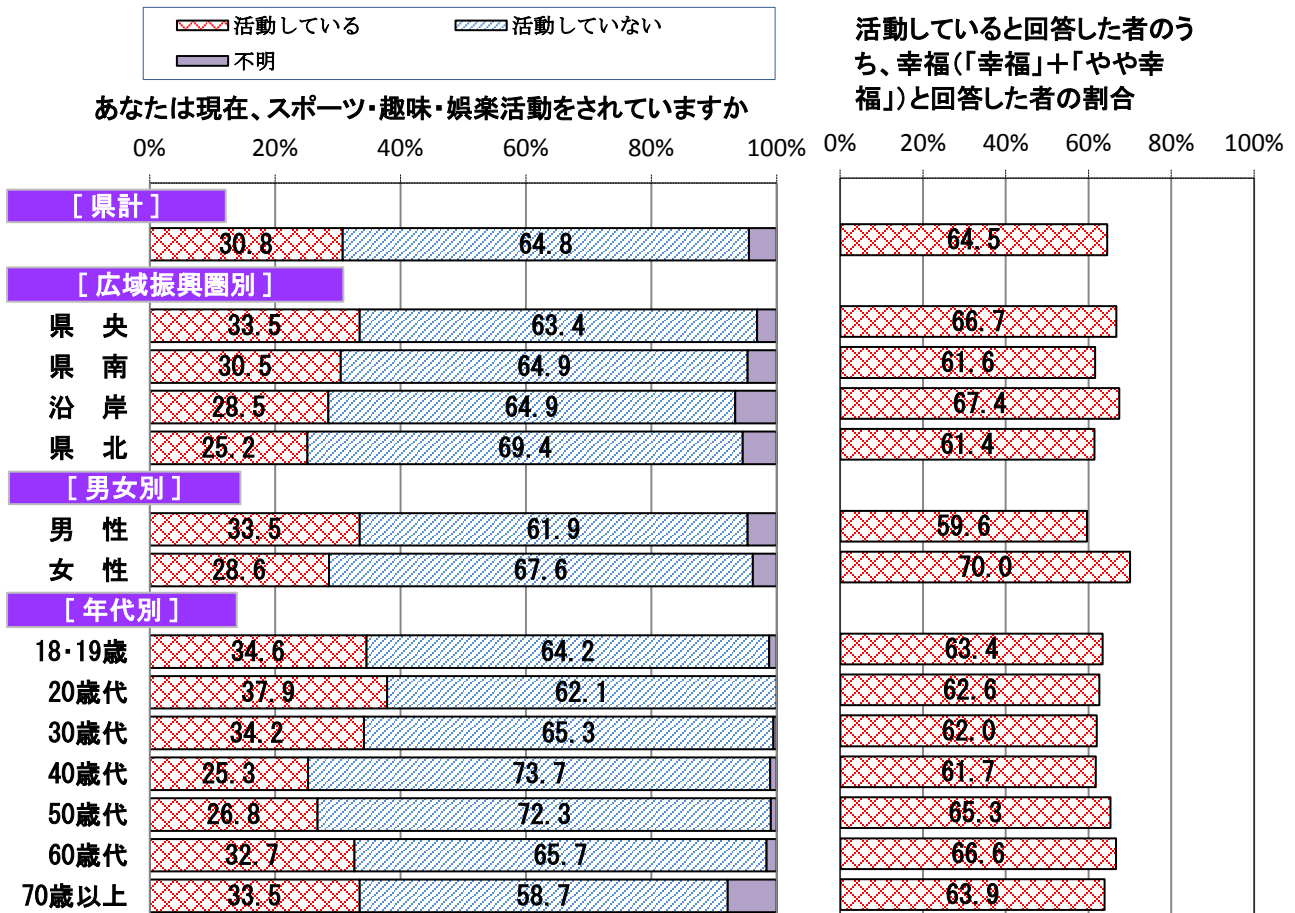 活動している 活動していない
不明
あなたは現在、スポーツ・趣味・娯楽活動をされていますか
活動していると回答した者のう
ち、幸福(「幸福」+「やや幸
福」)と回答した者の割合
0% 20% 40% 60% 80% 100% 0% 20% 40% 60% 80% 100%
[ 県計 ]
30.8 64.8 64.5
[ 広域振興圏別 ]
県 央 33.5 63.4 66.7
県 南 30.5 64.9 61.6
沿 岸 28.5 64.9 67.4
県 北 25.2 69.4 61.4
[ 男女別 ]
男 性 33.5 61.9 59.6
女 性 28.6 67.6 70.0
[ 年代別 ]
18・19歳 34.6 64.2 63.4
20歳代 37.9 62.1 62.6
30歳代 34.2 65.3 62.0
40歳代 25.3 73.7 61.7
50歳代 26.8 72.3 65.3
60歳代 32.7 65.7 66.6
70歳以上 33.5 58.7 63.9